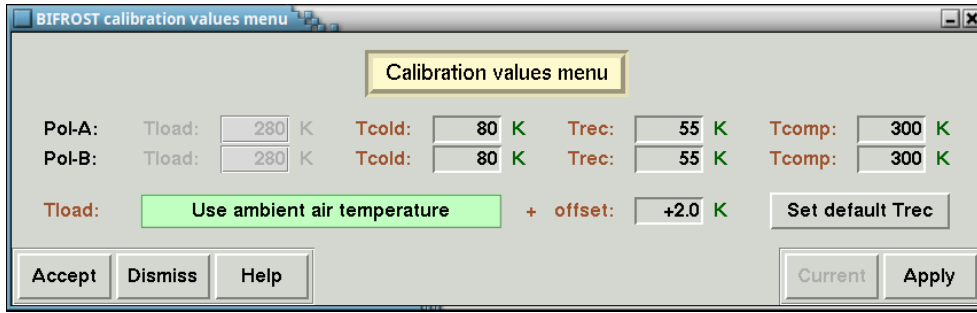 BIFROST calibration values menu
Calibration values menu
Pol-A: Tload: 280 K Tcold: 80 K Trec: 55 K Tcomp: 300 K
Pol-B: Tload: 280 K Tcold: 80 K Trec: 55 K Tcomp: 300 K
Tload: Use ambient air temperature + offset: +2.0 K Set default Trec
Accept Dismiss Help Current Apply